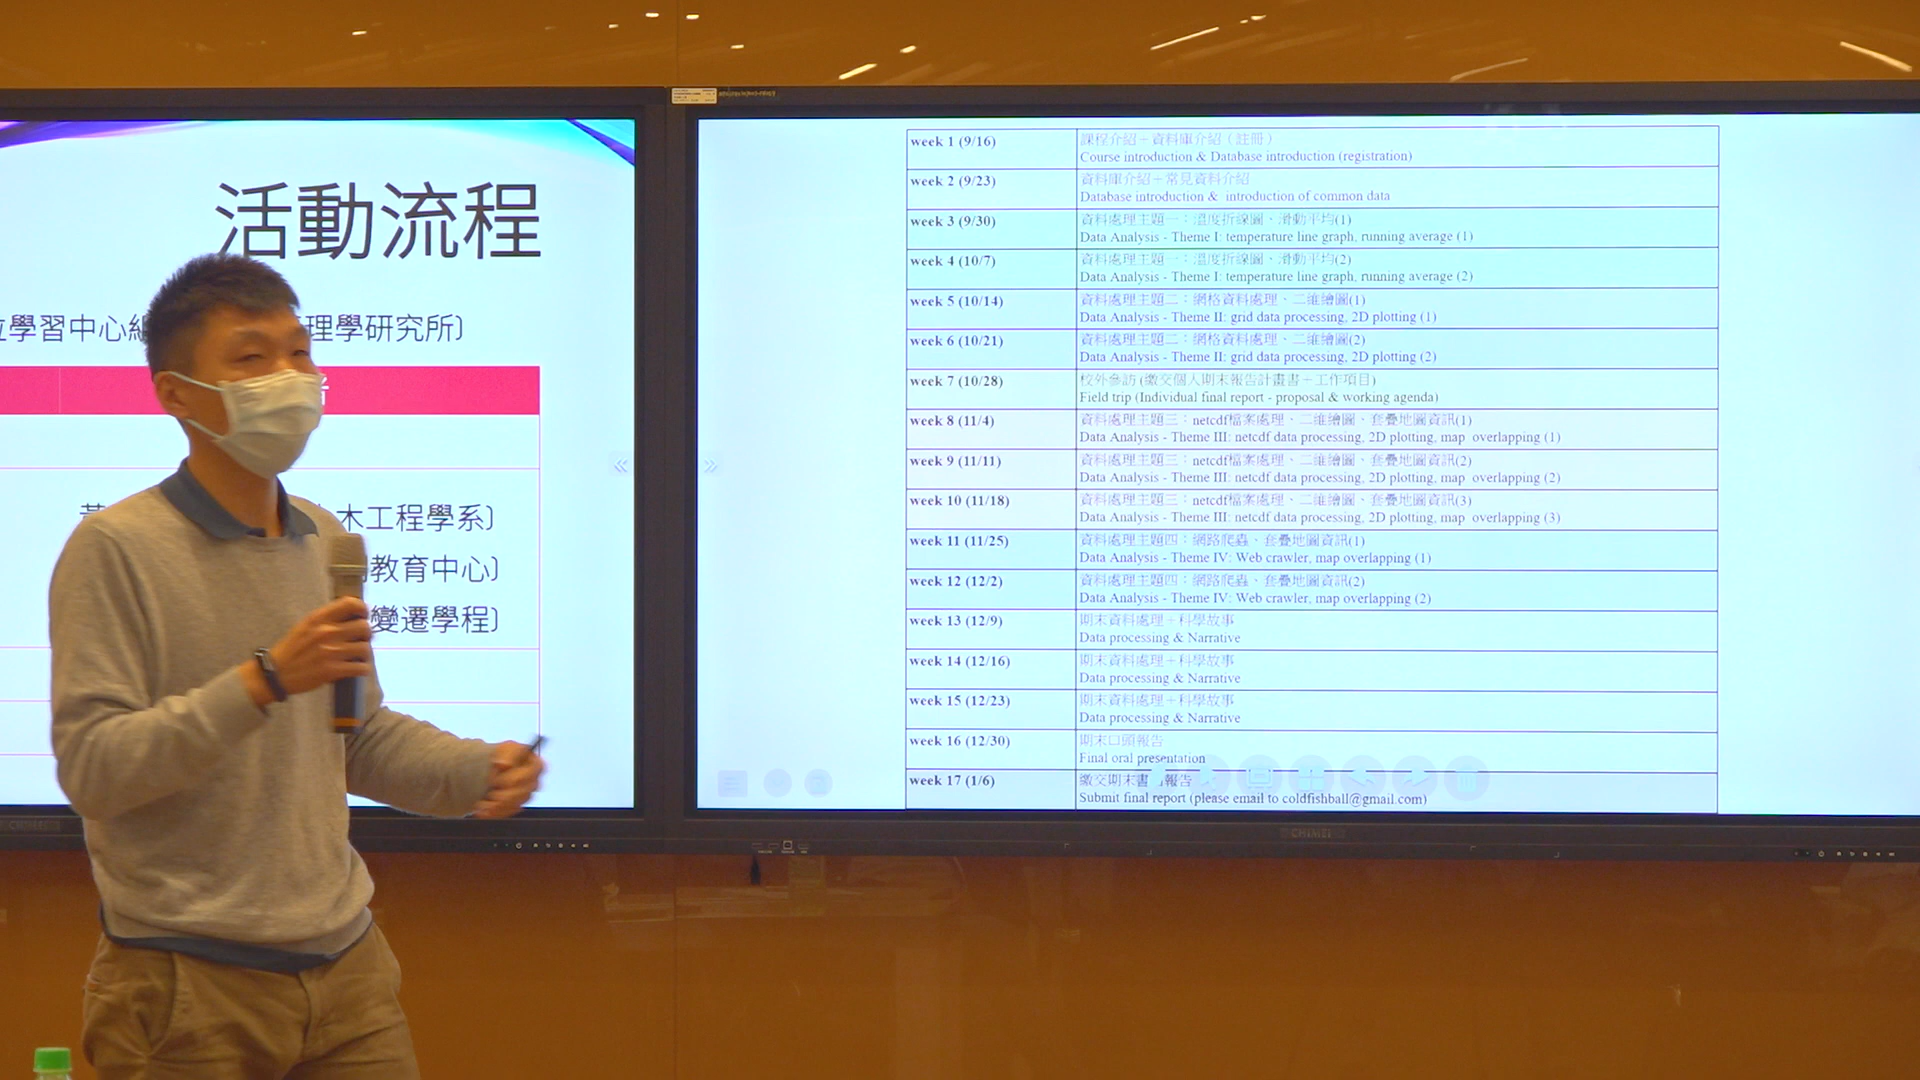 活動流程
學習中心
理學研究所)
木工程學系)
教育中心)
變遷學程)
week 1 (9/16)
課程介紹+資料庫介紹(註冊)
Course introduction & Database introduction (registration)
week 2 (9/23)
資料庫介紹+常見資料介紹
Database introduction & introduction of common data
week 3 (9/30)
資料處理主題一:溫度折線圖、滑動平均(1)
Data Analysis - Theme I: temperature line graph, running average (1)
week 4 (10/7)
資料處理主題一:溫度折線圖、滑動平均(2)
Data Analysis - Theme I: temperature line graph, running average (2)
week 5 (10/14)
資料處理主題二:網格資料處理、二維繪圖(1)
Data Analysis - Theme II: grid data processing, 2D plotting (1)
week 6 (10/21)
資料處理主題二:網格資料處理、二維繪圖(2)
Data Analysis - Theme II: grid data processing, 2D plotting (2)
week 7 (10/28)
校外參訪 (繳交個人期末報告計畫書+工作項目)
Field trip (Individual final report - proposal & working agenda)
week 8 (11/4)
資料處理主題三:netcdf檔案處理、二維繪圖、套疊地圖資訊(1)
Data Analysis - Theme III: netcdf data processing, 2D plotting, map overlapping (1)
week 9 (11/11)
資料處理主題三:netcdf檔案處理、二維繪圖、套疊地圖資訊(2)
Data Analysis - Theme III: netcdf data processing, 2D plotting, map overlapping (2)
week 10 (11/18)
資料處理主題三:netcdf檔案處理、二維繪圖、套疊地圖資訊(3)
Data Analysis - Theme III: netcdf data processing, 2D plotting, map overlapping (3)
week 11 (11/25)
資料處理主題四:網路爬蟲、套疊地圖資訊(1)
Data Analysis - Theme IV: Web crawler, map overlapping (1)
week 12 (12/2)
資料處理主題四:網路爬蟲、套疊地圖資訊(2)
Data Analysis - Theme IV: Web crawler, map overlapping (2)
week 13 (12/9)
期末資料處理+科學故事
Data processing & Narrative
week 14 (12/16)
期末資料處理+科學故事
Data processing & Narrative
week 15 (12/23)
期末資料處理+科學故事
Data processing & Narrative
week 16 (12/30)
期末口頭報告
Final oral presentation
week 17 (1/6)
繳交期末書 報告
Submit final report (please email to coldfishball@gmail.com)
CHIMEI
CHIMEI